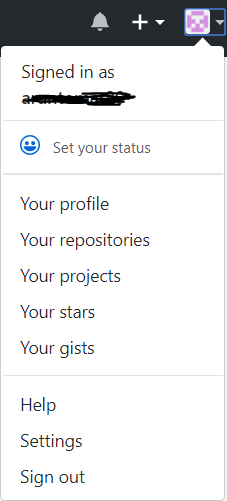 Signed in as
Set your status
Your profile
Your repositories
Your projects
Your stars
Your gists
Help
Settings
Sign out